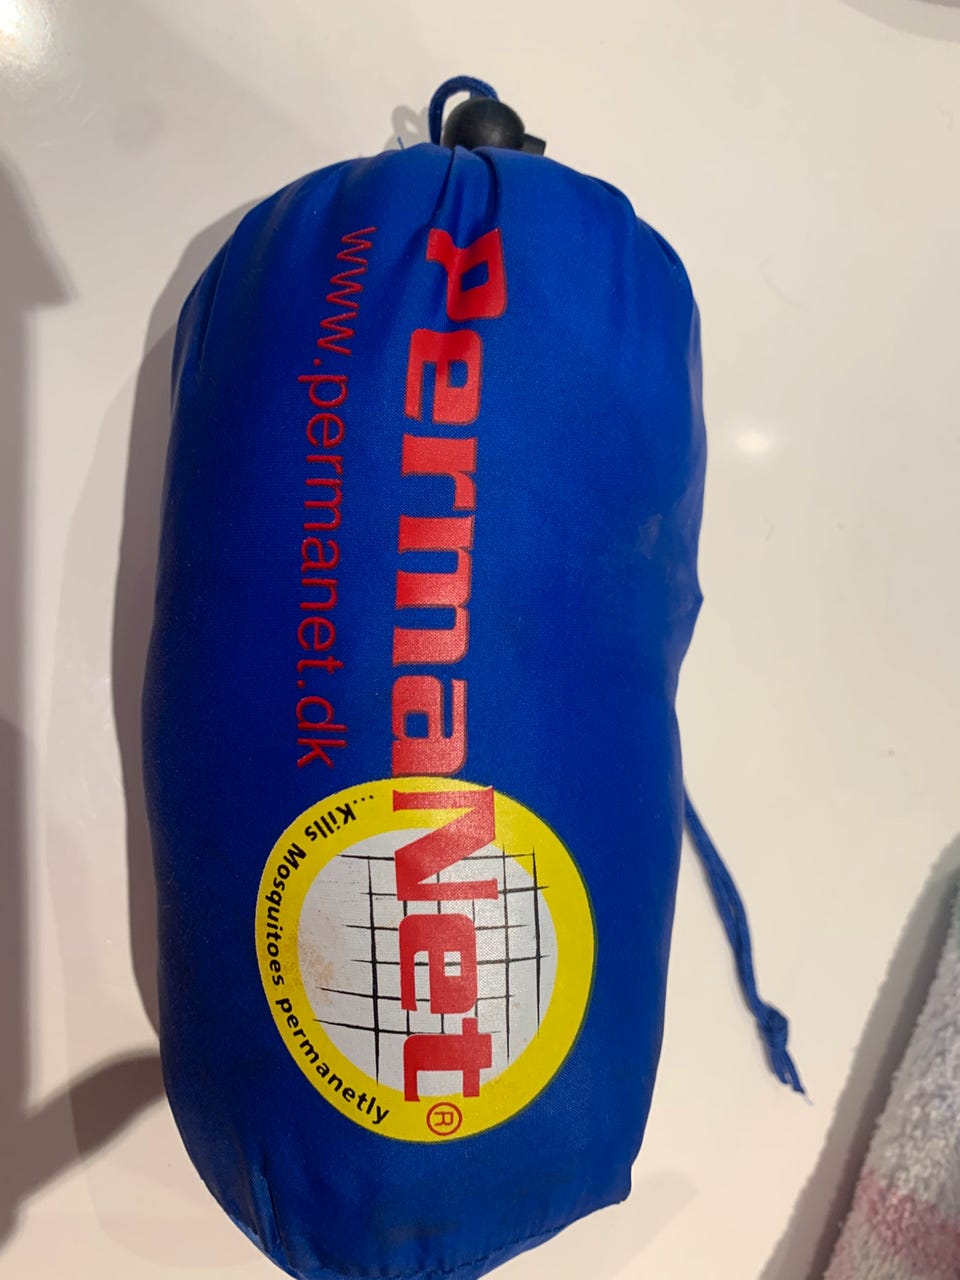 PermaNet®
www.permanet.dk
...Kills Mosquitoes permanetly